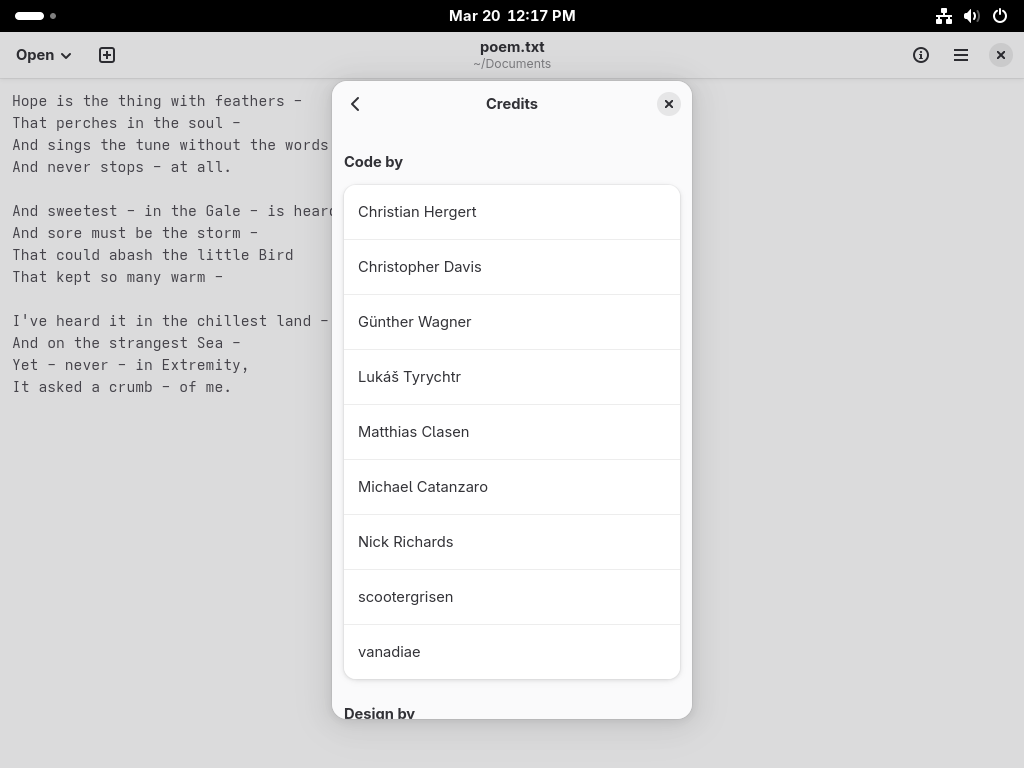 Mar 20 12:17 PM
Open
poem.txt
~/Documents
Hope is the thing with feathers –
That perches in the soul –
And sings the tune without the words
And never stops – at all.
And sweetest – in the Gale – is heard
And sore must be the storm –
That could abash the little Bird
That kept so many warm –
I've heard it in the chillest land –
And on the strangest Sea –
Yet – never – in Extremity,
It asked a crumb – of me.
Credits
Code by
Christian Hergert
Christopher Davis
Günther Wagner
Lukáš Tyrychtr
Matthias Clasen
Michael Catanzaro
Nick Richards
scootergrisen
vanadiae
Design by